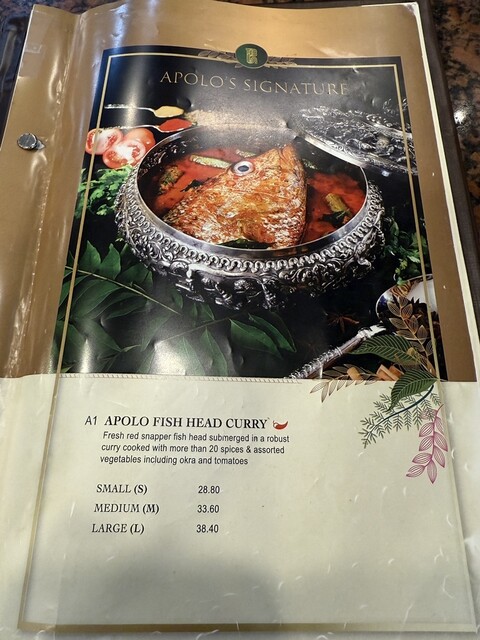 APOLO'S SIGNATURE
A1 APOLO FISH HEAD CURRY
Fresh red snapper fish head submerged in a robust
curry cooked with more than 20 spices & assorted
vegetables including okra and tomatoes
SMALL (S) 28.80
MEDIUM (M) 33.60
LARGE (L) 38.40